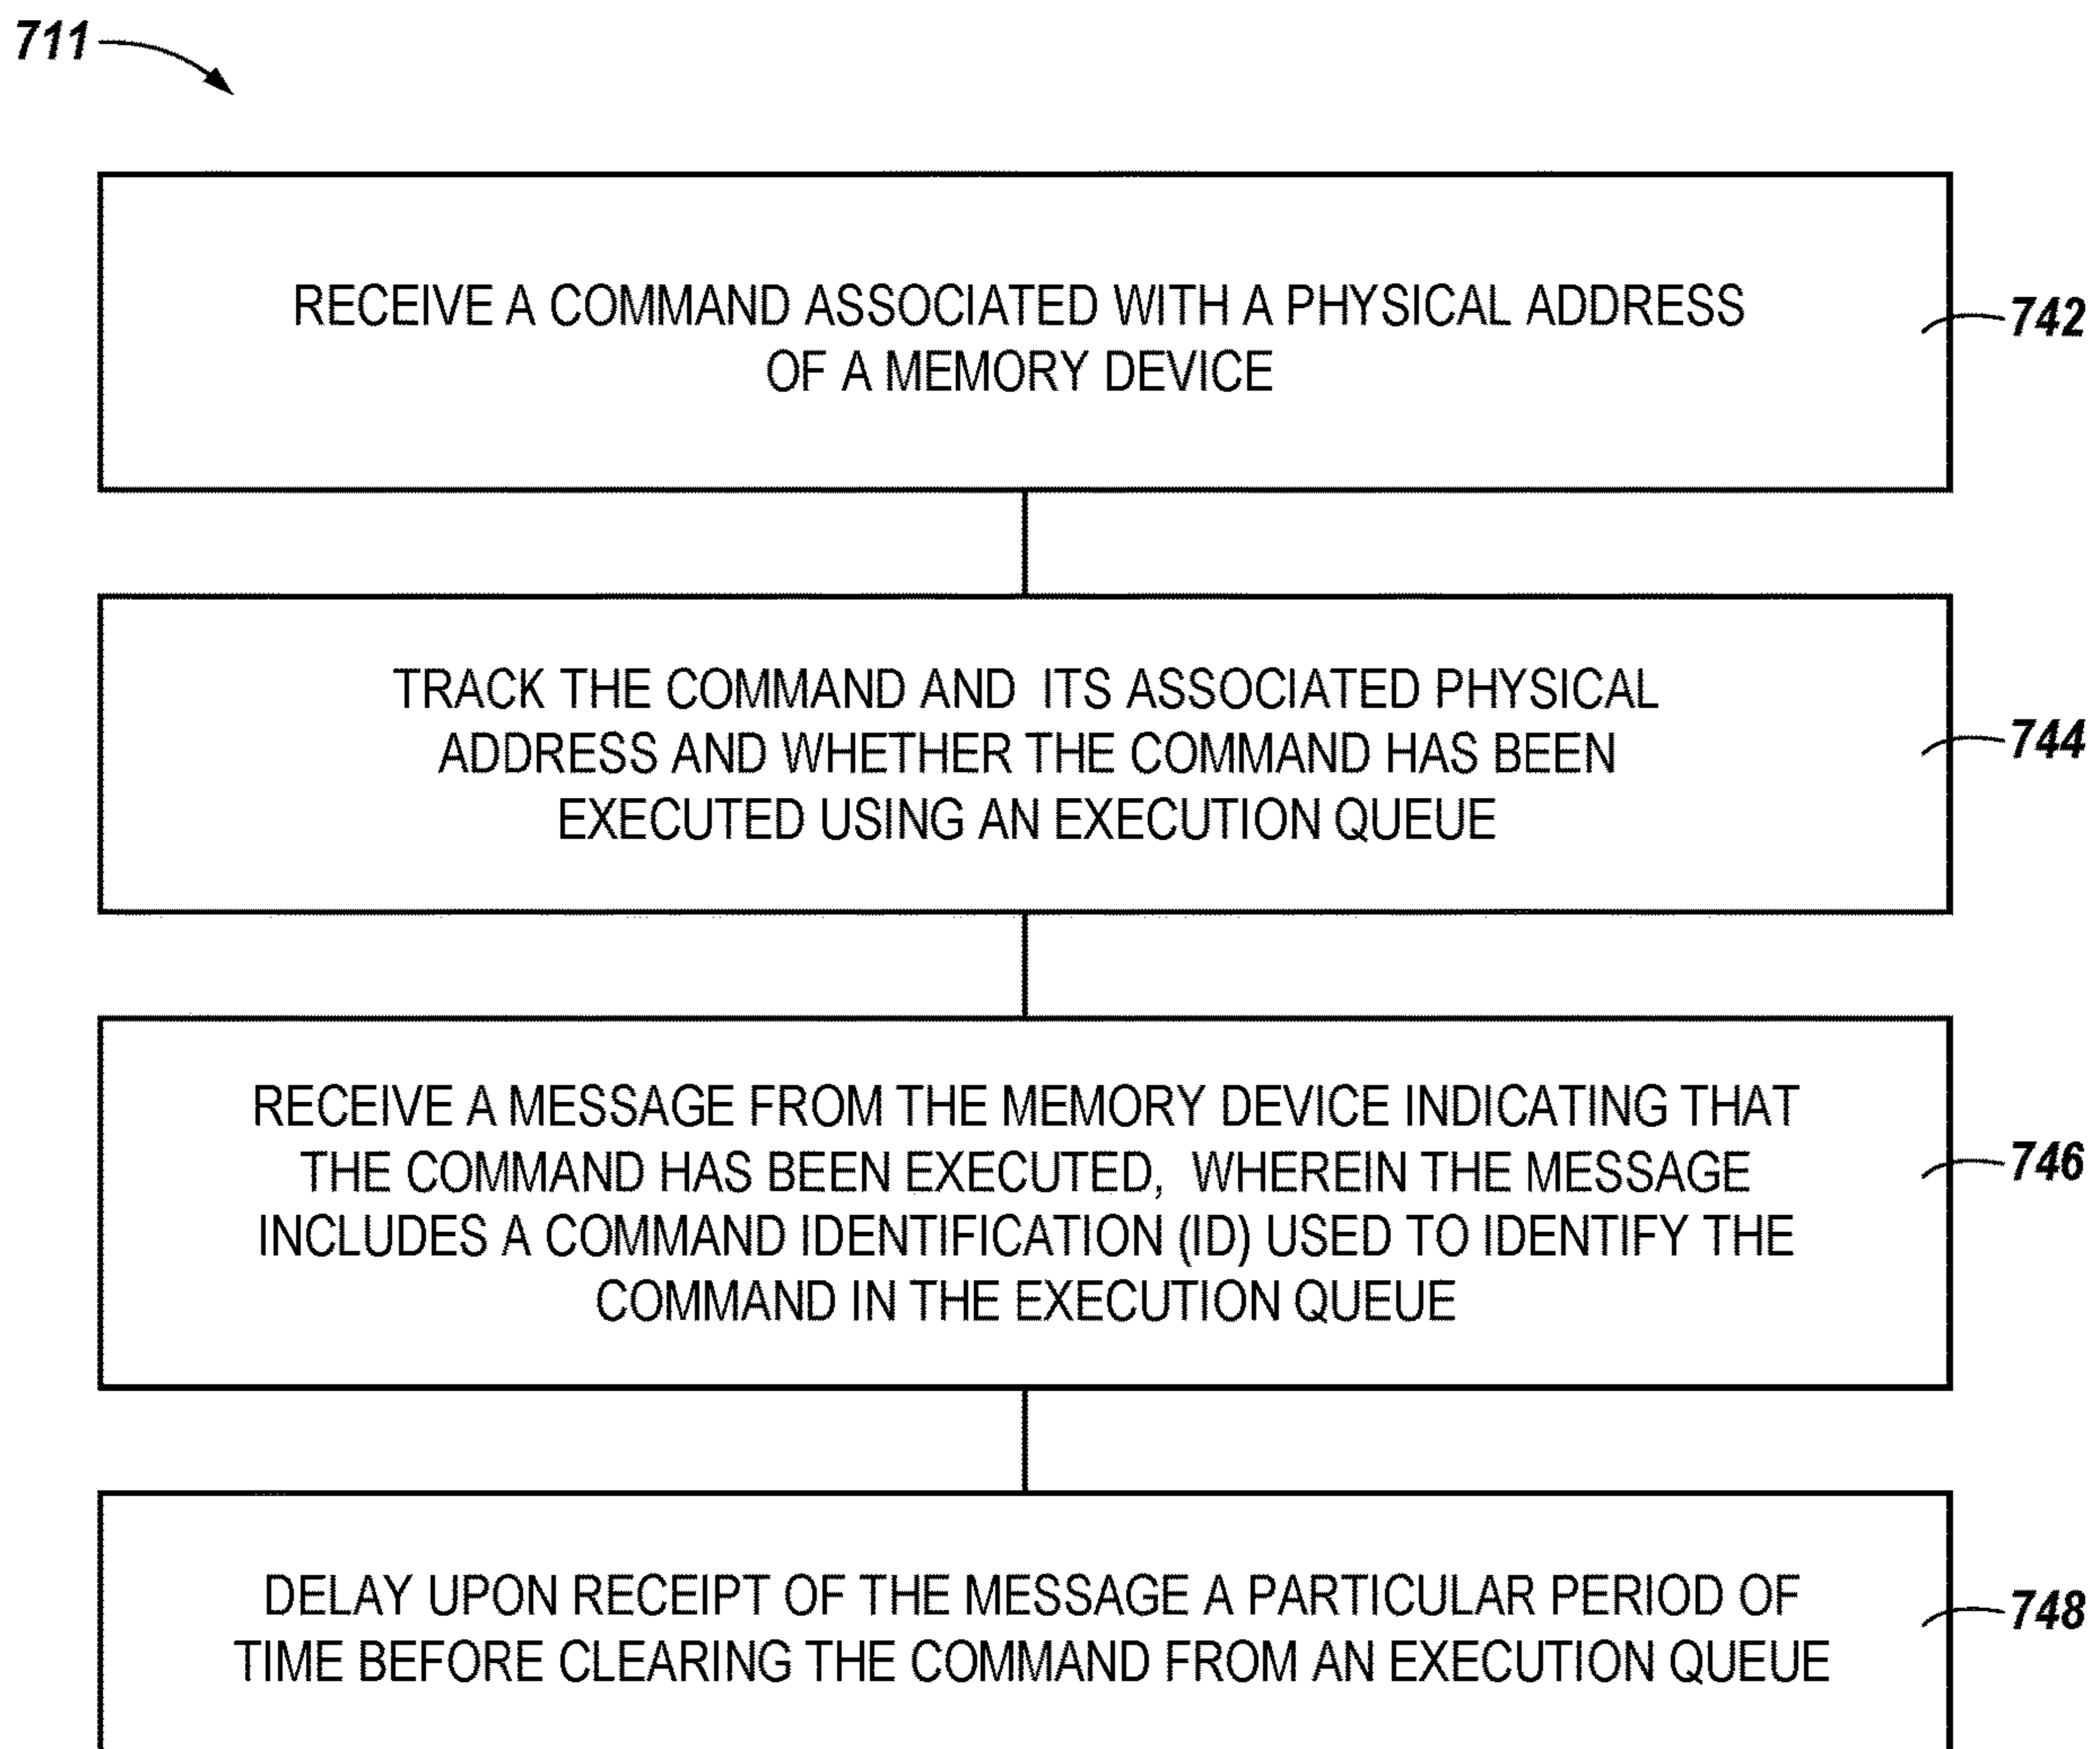 711
RECEIVE A COMMAND ASSOCIATED WITH A PHYSICAL ADDRESS
OF A MEMORY DEVICE
742
TRACK THE COMMAND AND ITS ASSOCIATED PHYSICAL
ADDRESS AND WHETHER THE COMMAND HAS BEEN
EXECUTED USING AN EXECUTION QUEUE
744
RECEIVE A MESSAGE FROM THE MEMORY DEVICE INDICATING THAT
THE COMMAND HAS BEEN EXECUTED, WHEREIN THE MESSAGE
INCLUDES A COMMAND IDENTIFICATION (ID) USED TO IDENTIFY THE
COMMAND IN THE EXECUTION QUEUE
746
DELAY UPON RECEIPT OF THE MESSAGE A PARTICULAR PERIOD OF
TIME BEFORE CLEARING THE COMMAND FROM AN EXECUTION QUEUE
748